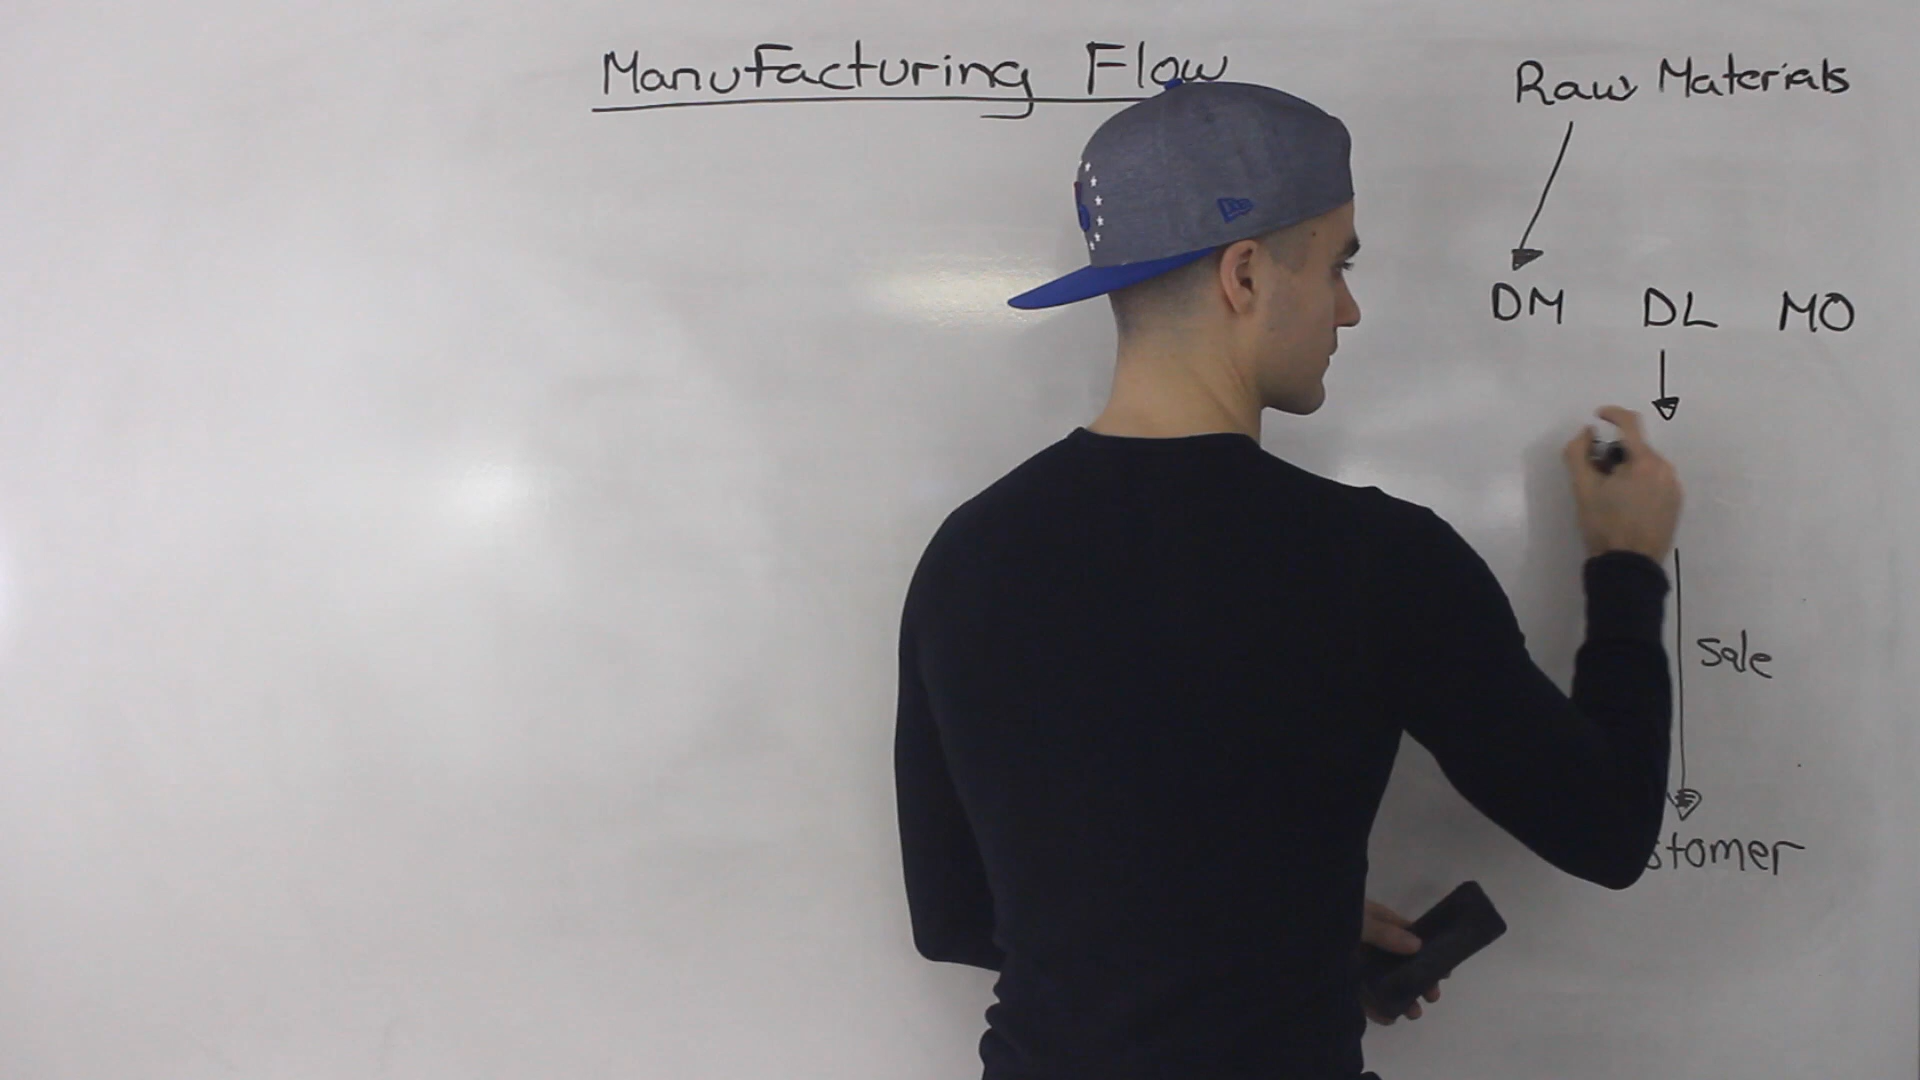 Manufacturing Flow
Raw Materials
DM DL MO
Sale